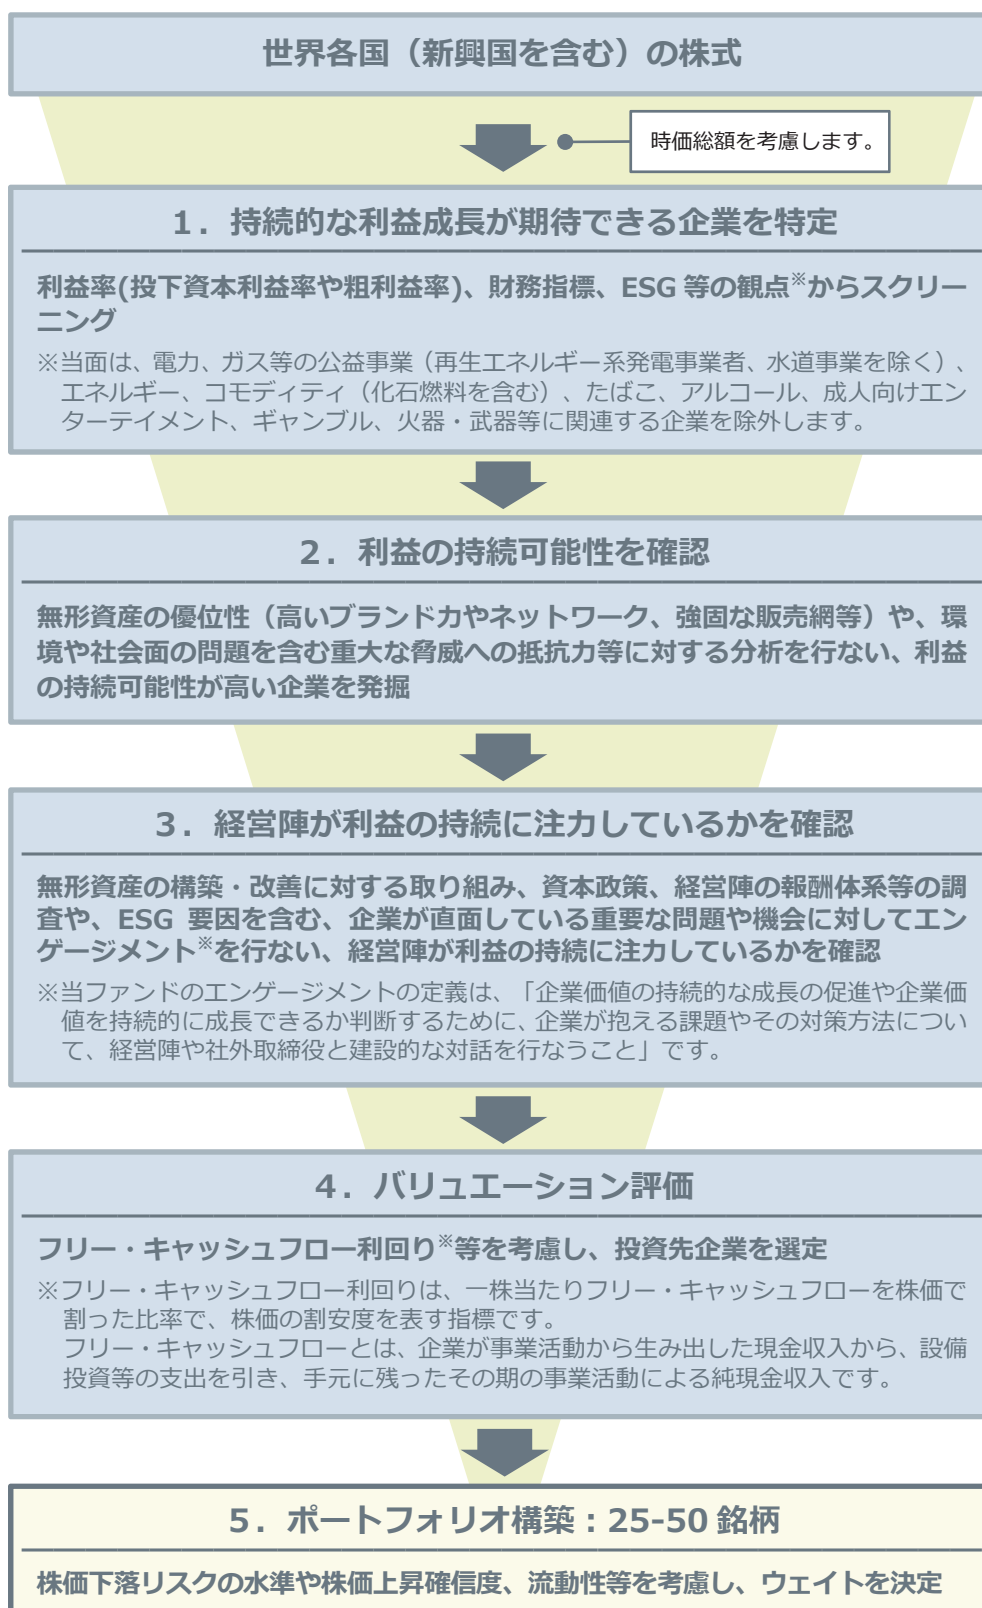 世界各国（新興国を含む）の株式
時価総額を考慮します。
1．持続的な利益成長が期待できる企業を特定
利益率(投下資本利益率や粗利益率)、財務指標、ESG 等の観点※からスクリー
ニング
※当面は、電力、ガス等の公益事業（再生エネルギー系発電事業者、水道事業を除く）、
エネルギー、コモディティ（化石燃料を含む）、たばこ、アルコール、成人向けエン
ターテイメント、ギャンブル、火器・武器等に関連する企業を除外します。
2．利益の持続可能性を確認
無形資産の優位性（高いブランド力やネットワーク、強固な販売網等）や、環
境や社会面の問題を含む重大な脅威への抵抗力等に対する分析を行ない、利益
の持続可能性が高い企業を発掘
3．経営陣が利益の持続に注力しているかを確認
無形資産の構築・改善に対する取り組み、資本政策、経営陣の報酬体系等の調
査や、ESG 要因を含む、企業が直面している重要な問題や機会に対してエン
ゲージメント※を行ない、経営陣が利益の持続に注力しているかを確認
※当ファンドのエンゲージメントの定義は、「企業価値の持続的な成長の促進や企業価
値を持続的に成長できるか判断するために、企業が抱える課題やその対策方法につい
て、経営陣や社外取締役と建設的な対話を行なうこと」です。
4．バリュエーション評価
フリー・キャッシュフロー利回り※等を考慮し、投資先企業を選定
※フリー・キャッシュフロー利回りは、一株当たりフリー・キャッシュフローを株価で
割った比率で、株価の割安度を表す指標です。
フリー・キャッシュフローとは、企業が事業活動から生み出した現金収入から、設備
投資等の支出を引き、手元に残ったその期の事業活動による純現金収入です。
5．ポートフォリオ構築：25-50 銘柄
株価下落リスクの水準や株価上昇確信度、流動性等を考慮し、ウェイトを決定